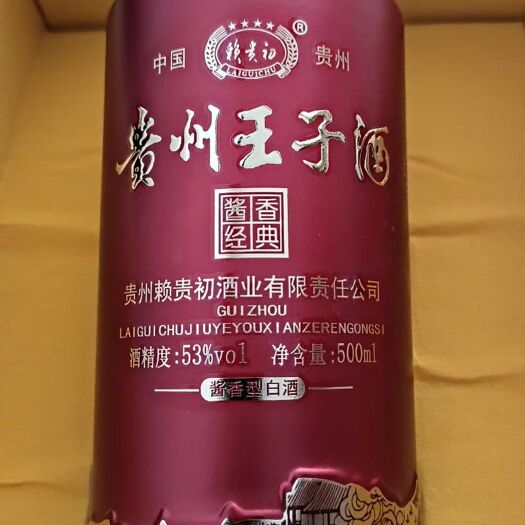 中国 赖贵初 贵州
LAIGUICHU
贵州王子酒
酱香
经典
贵州赖贵初酒业有限责任公司
GUIZHOU
LAIGUICHUJIUYEYOUXIANZERENGONGSI
酒精度:53%vol 净含量:500ml
酱香型白酒